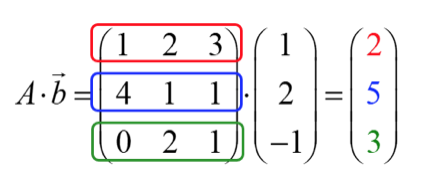 1 2 3 1 2
A · b⃗ = 4 1 1 · 2 = 5
0 2 1 −1 3